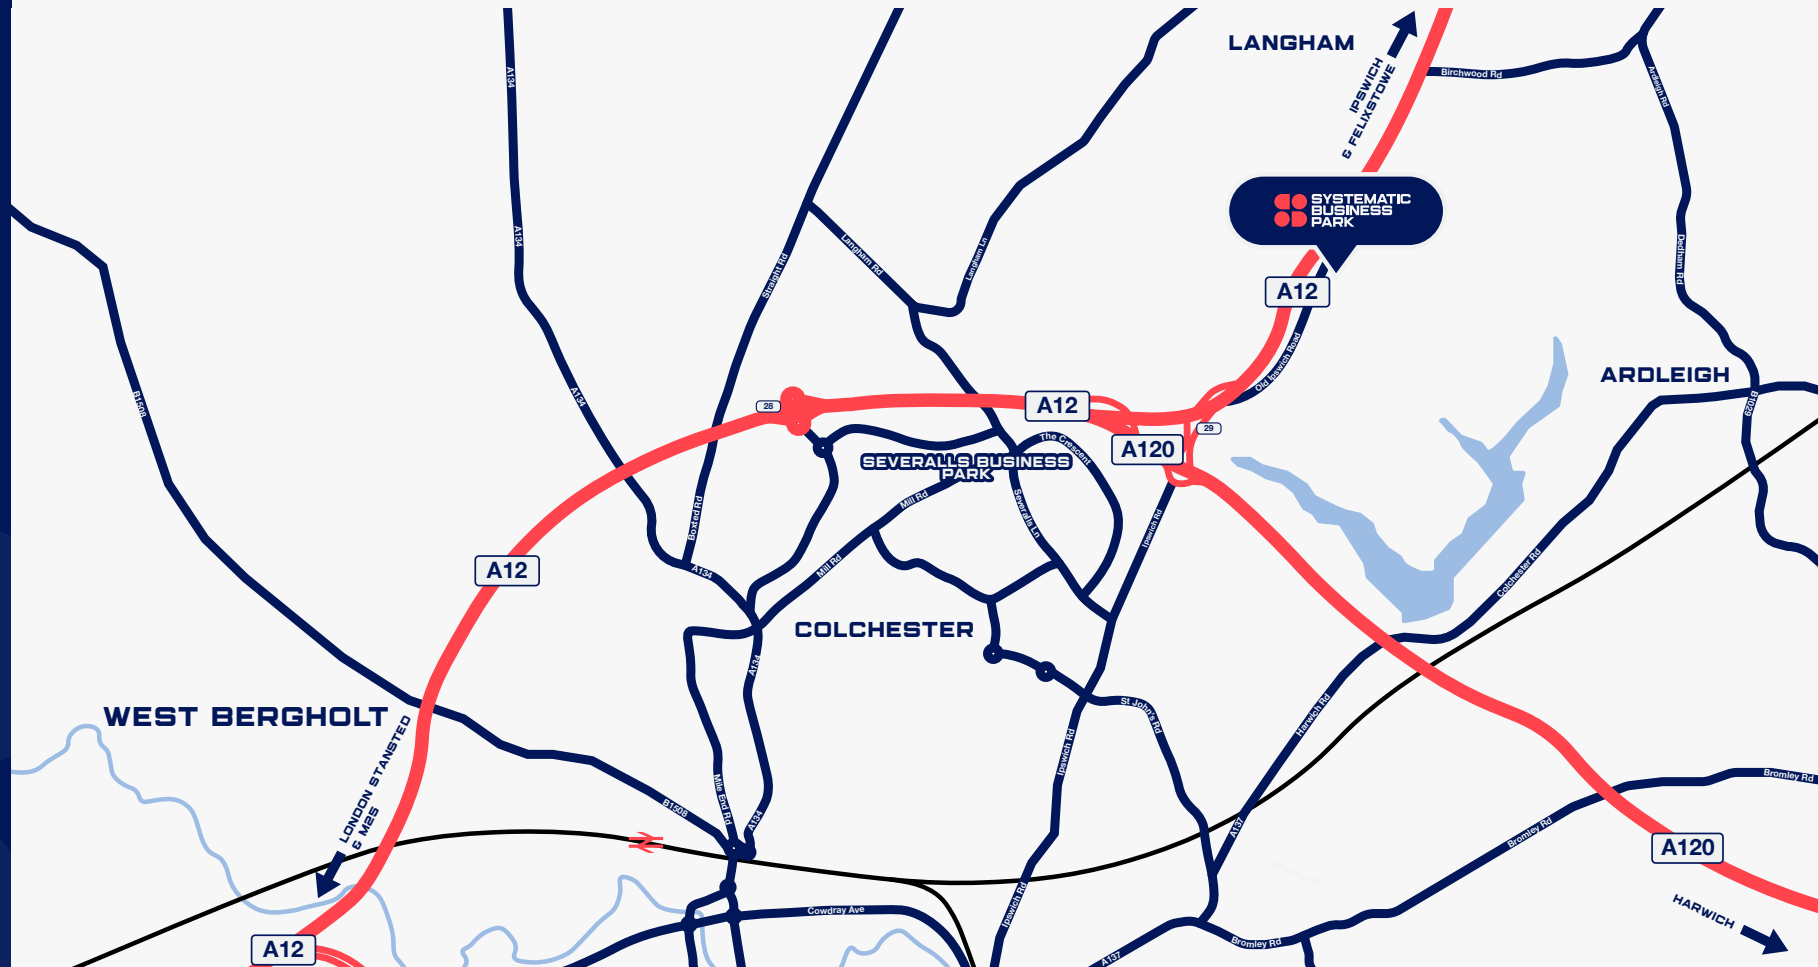 LANGHAM
IPSWICH
& FELIXSTOWE
Birchwood Rd
Ardleigh Rd
A134
SYSTEMATIC
BUSINESS
PARK
A134
Straight Rd
Langham Rd
Langham Ln
Dedham Rd
A12
Old Ipswich Road
ARDLEIGH
B1508
A134
28
A12
29
B1029
A120
The Crescent
SEVERALLS BUSINESS
PARK
Mill Rd
Severalls Ln
Boxted Rd
Ipswich Rd
A12
A134
Mill Rd
Colchester Rd
COLCHESTER
A134
WEST BERGHOLT
LONDON STANSTED
& M25
St John's Rd
Harwich Rd
Ipswich Rd
Bromley Rd
Mile End Rd
B1508
A134
A137
Bromley Rd
A120
Ipswich Rd
Cowdray Ave
HARWICH
Bromley Rd
A12
A137